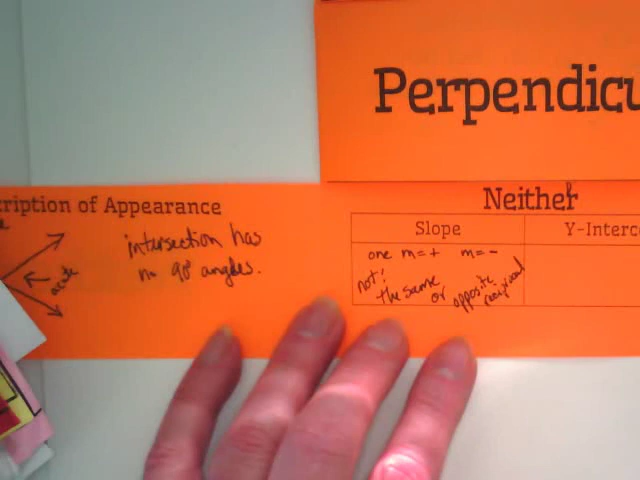 Perpendicu
cription of Appearance
intersection has
no 90° angles.
acute
Neither
Slope
Y-Interc
one m=+ m=-
not!
the same or opposite reciprocal